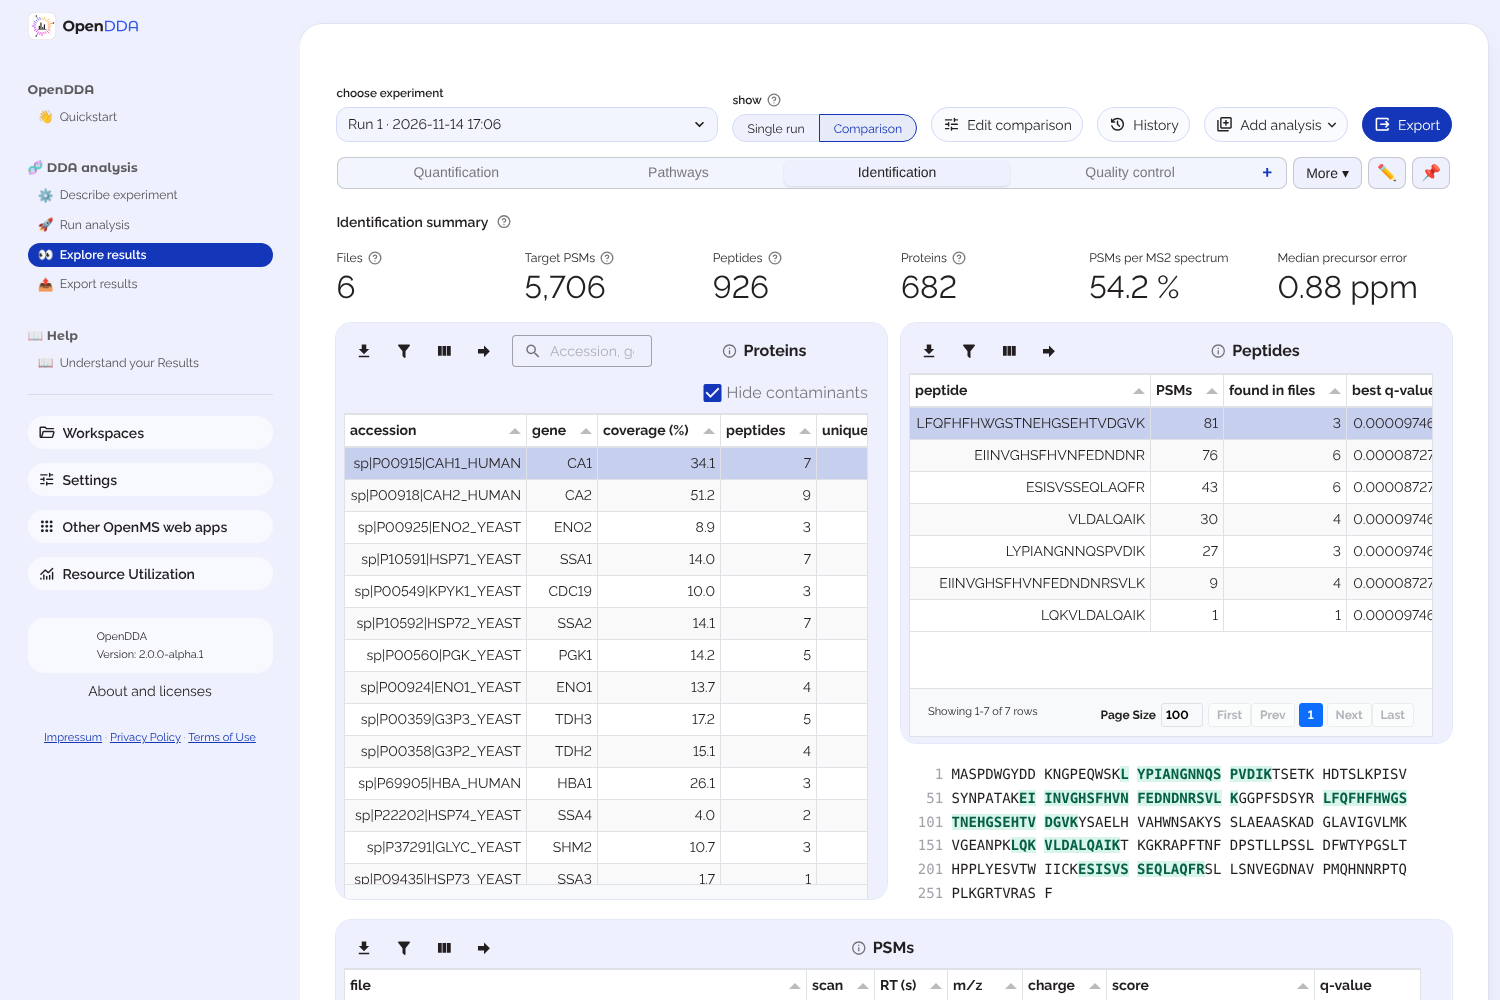 OpenDDA
OpenDDA
👋 Quickstart
🧬 DDA analysis
⚙️ Describe experiment
🚀 Run analysis
👀 Explore results
📤 Export results
📖 Help
📖 Understand your Results
Workspaces
Settings
Other OpenMS web apps
Resource Utilization
OpenDDA
Version: 2.0.0-alpha.1
About and licenses
Impressum · Privacy Policy · Terms of Use
choose experiment
Run 1 · 2026-11-14 17:06
show
Single run Comparison
Edit comparison
History
Add analysis
Export
Quantification Pathways Identification Quality control +
More ▾ ✏️ 📌
Identification summary
Files Target PSMs Peptides Proteins PSMs per MS2 spectrum Median precursor error
6 5,706 926 682 54.2 % 0.88 ppm
Accession, g
Proteins
Hide contaminants
accession gene coverage (%) peptides unique
sp|P00915|CAH1_HUMAN CA1 34.1 7
sp|P00918|CAH2_HUMAN CA2 51.2 9
sp|P00925|ENO2_YEAST ENO2 8.9 3
sp|P10591|HSP71_YEAST SSA1 14.0 7
sp|P00549|KPYK1_YEAST CDC19 10.0 3
sp|P10592|HSP72_YEAST SSA2 14.1 7
sp|P00560|PGK_YEAST PGK1 14.2 5
sp|P00924|ENO1_YEAST ENO1 13.7 4
sp|P00359|G3P3_YEAST TDH3 17.2 5
sp|P00358|G3P2_YEAST TDH2 15.1 4
sp|P69905|HBA_HUMAN HBA1 26.1 3
sp|P22202|HSP74_YEAST SSA4 4.0 2
sp|P37291|GLYC_YEAST SHM2 10.7 3
sp|P09435|HSP73_YEAST SSA3 1.7 1
Peptides
peptide PSMs found in files best q-value
LFQFHFHWGSTNEHGSEHTVDGVK 81 3 0.00009746
EIINVGHSFHVNFEDNDNR 76 6 0.00008727
ESISVSSEQLAQFR 43 6 0.00008727
VLDALQAIK 30 4 0.00009746
LYPIANGNNQSPVDIK 27 3 0.00009746
EIINVGHSFHVNFEDNDNRSVLK 9 4 0.00008727
LQKVLDALQAIK 1 1 0.00009746
Showing 1-7 of 7 rows Page Size 100 First Prev 1 Next Last
1 MASPDWGYDD KNGPEQWSKL YPIANGNNQS PVDIKTSETK HDTSLKPISV
51 SYNPATAKEI INVGHSFHVN FEDNDNRSVL KGGPFSDSYR LFQFHFHWGS
101 TNEHGSEHTV DGVKYSAELH VAHWNSAKYS SLAEAASKAD GLAVIGVLMK
151 VGEANPKLQK VLDALQAIKT KGKRAPFTNF DPSTLLPSSL DFWTYPGSLT
201 HPPLYESVTW IICKESISVS SEQLAQFRSL LSNVEGDNAV PMQHNNRPTQ
251 PLKGRTVRAS F
PSMs
file scan RT (s) m/z charge score q-value